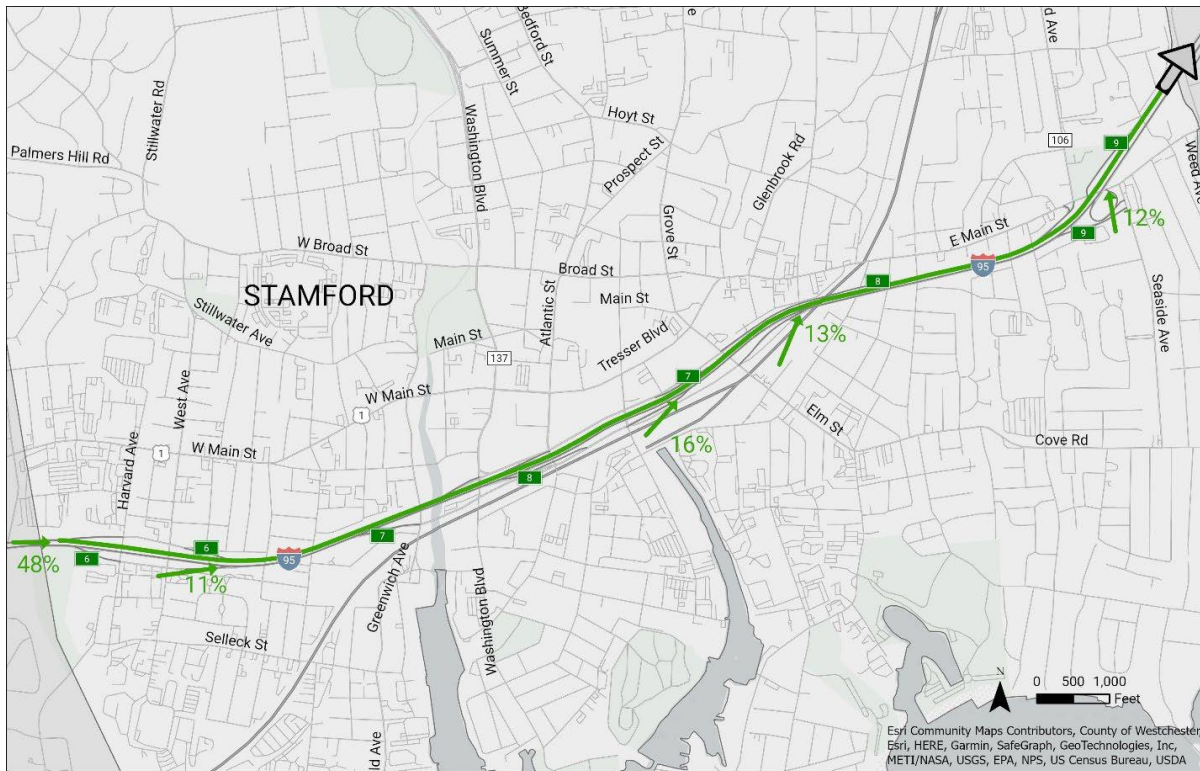 Bedford St
d Ave
Summer St
Stillwater Rd
Washington Blvd
Hoyt St
Palmers Hill Rd
Prospect St
Glenbrook Rd
106
9
Weed Ave
12%
9
Grove St
E Main St
W Broad St
Broad St
95
8
STAMFORD
Main St
Atlantic St
Seaside Ave
Stillwater Ave
Main St
13%
Tresser Blvd
137
7
West Ave
W Main St
1
Elm St
16%
Cove Rd
Harvard Ave
1
W Main St
8
7
6
6
95
48%
11%
Greenwich Ave
Washington Blvd
Selleck St
N
0 500 1,000
Feet
ld Ave
Esri Community Maps Contributors, County of Westchester,
Esri, HERE, Garmin, SafeGraph, GeoTechnologies, Inc,
METI/NASA, USGS, EPA, NPS, US Census Bureau, USDA